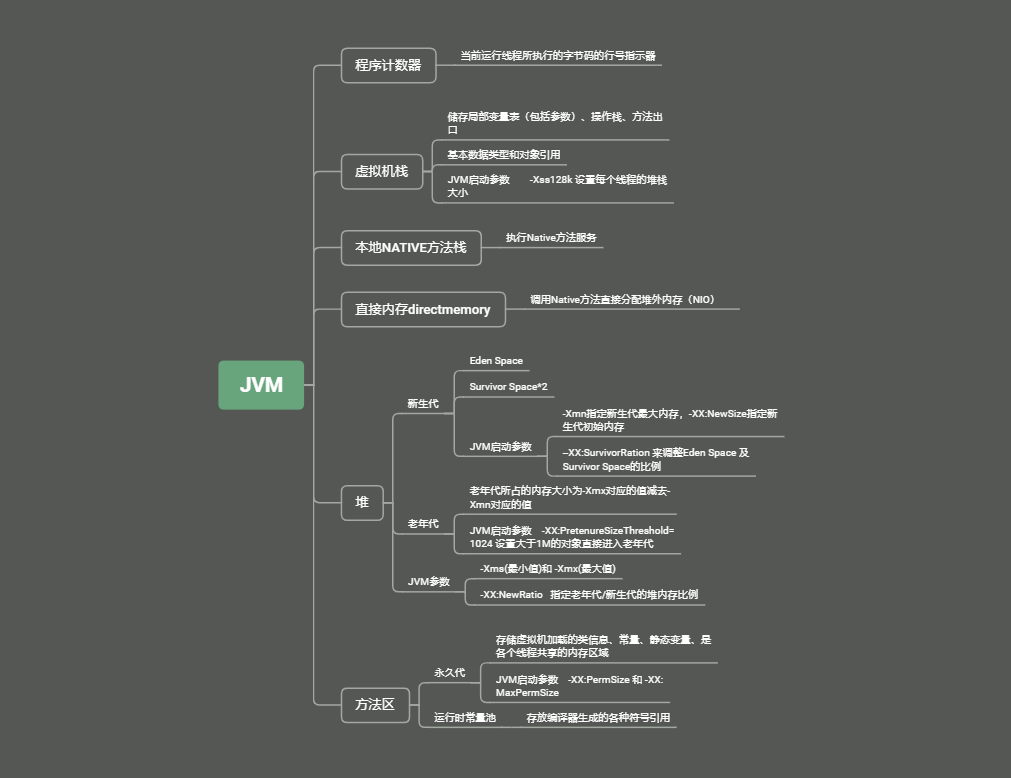 程序计数器
当前运行线程所执行的字节码的行号指示器
储存局部变量表（包括参数）、操作栈、方法出
口
虚拟机栈
基本数据类型和对象引用
JVM启动参数 -Xss128k 设置每个线程的堆栈
大小
本地NATIVE方法栈
执行Native方法服务
直接内存directmemory
调用Native方法直接分配堆外内存（NIO）
JVM
堆
新生代
Eden Space
Survivor Space*2
JVM启动参数
-Xmn指定新生代最大内存，-XX:NewSize指定新
生代初始内存
–XX:SurvivorRation 来调整Eden Space 及
Survivor Space的比例
老年代
老年代所占的内存大小为-Xmx对应的值减去-
Xmn对应的值
JVM启动参数 -XX:PretenureSizeThreshold=
1024 设置大于1M的对象直接进入老年代
JVM参数
-Xms(最小值)和 -Xmx(最大值)
-XX:NewRatio 指定老年代/新生代的堆内存比例
方法区
永久代
存储虚拟机加载的类信息、常量、静态变量、是
各个线程共享的内存区域
JVM启动参数 -XX:PermSize 和 -XX:
MaxPermSize
运行时常量池
存放编译器生成的各种符号引用